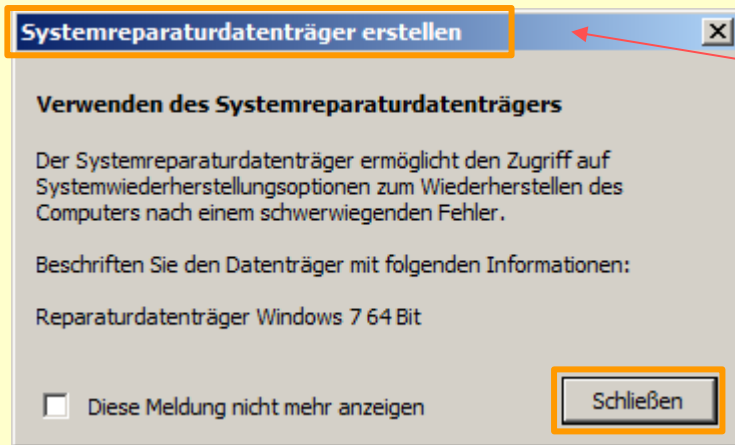 Systemreparaturdatenträger erstellen
Verwenden des Systemreparaturdatenträgers
Der Systemreparaturdatenträger ermöglicht den Zugriff auf
Systemwiederherstellungsoptionen zum Wiederherstellen des
Computers nach einem schwerwiegenden Fehler.
Beschriften Sie den Datenträger mit folgenden Informationen:
Reparaturdatenträger Windows 7 64 Bit
Diese Meldung nicht mehr anzeigen
Schließen